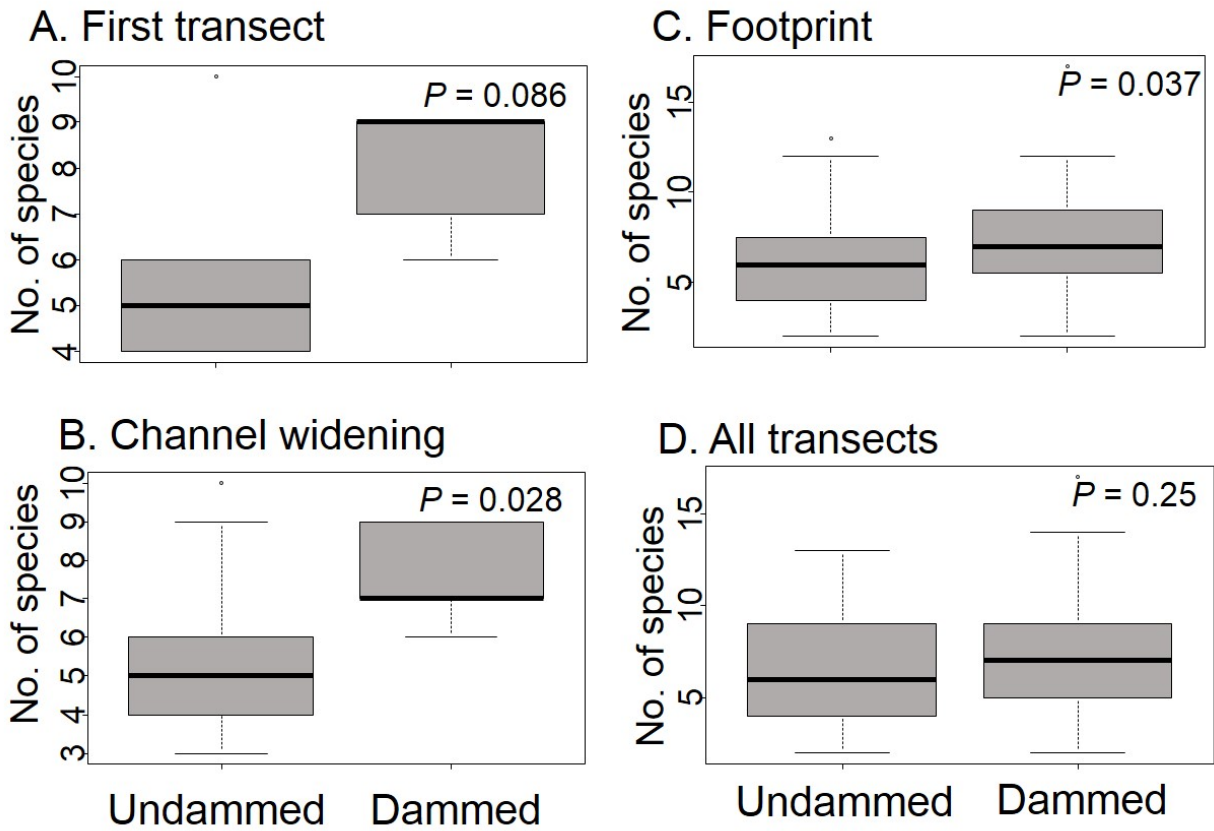 A. First transect
No. of species
10
9
8
7
6
5
4
P = 0.086
B. Channel widening
No. of species
10
9
8
7
6
5
4
3
P = 0.028
Undammed Dammed
C. Footprint
No. of species
15
10
5
P = 0.037
D. All transects
No. of species
15
10
5
P = 0.25
Undammed Dammed